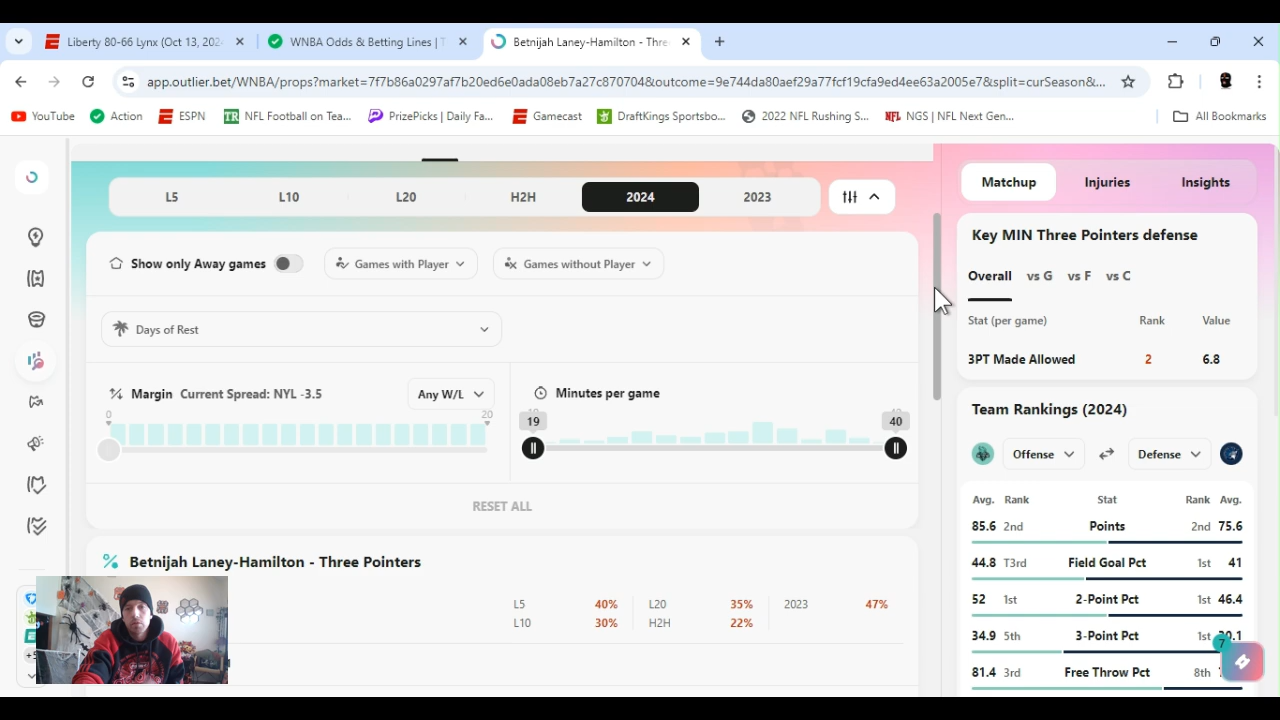 Liberty 80-66 Lynx (Oct 13, 202
WNBA Odds & Betting Lines | T
Betnijah Laney-Hamilton - Thre
app.outlier.bet/WNBA/props?market=7f7b86a0297af7b20ed6e0ada08eb7a27c870704&outcome=9e744da80aef29a77fcf19cfa9ed4ee63a2005e7&split=curSeason&...
YouTube
Action
ESPN
TR
NFL Football on Tea...
PrizePicks | Daily Fa...
Gamecast
DraftKings Sportsbo...
2022 NFL Rushing S...
NFL
NGS | NFL Next Gen...
All Bookmarks
L5
L10
L20
H2H
2024
2023
Show only Away games
Games with Player
Games without Player
Days of Rest
Margin Current Spread: NYL -3.5
Any W/L
0
20
Minutes per game
19
40
RESET ALL
Betnijah Laney-Hamilton - Three Pointers
L5 40% L20 35% 2023 47%
L10 30% H2H 22%
Matchup
Injuries
Insights
Key MIN Three Pointers defense
Overall vs G vs F vs C
Stat (per game) Rank Value
3PT Made Allowed 2 6.8
Team Rankings (2024)
Offense
Defense
Avg. Rank Stat Rank Avg.
85.6 2nd Points 2nd 75.6
44.8 T3rd Field Goal Pct 1st 41
52 1st 2-Point Pct 1st 46.4
34.9 5th 3-Point Pct 1st
7
81.4 3rd Free Throw Pct 8th